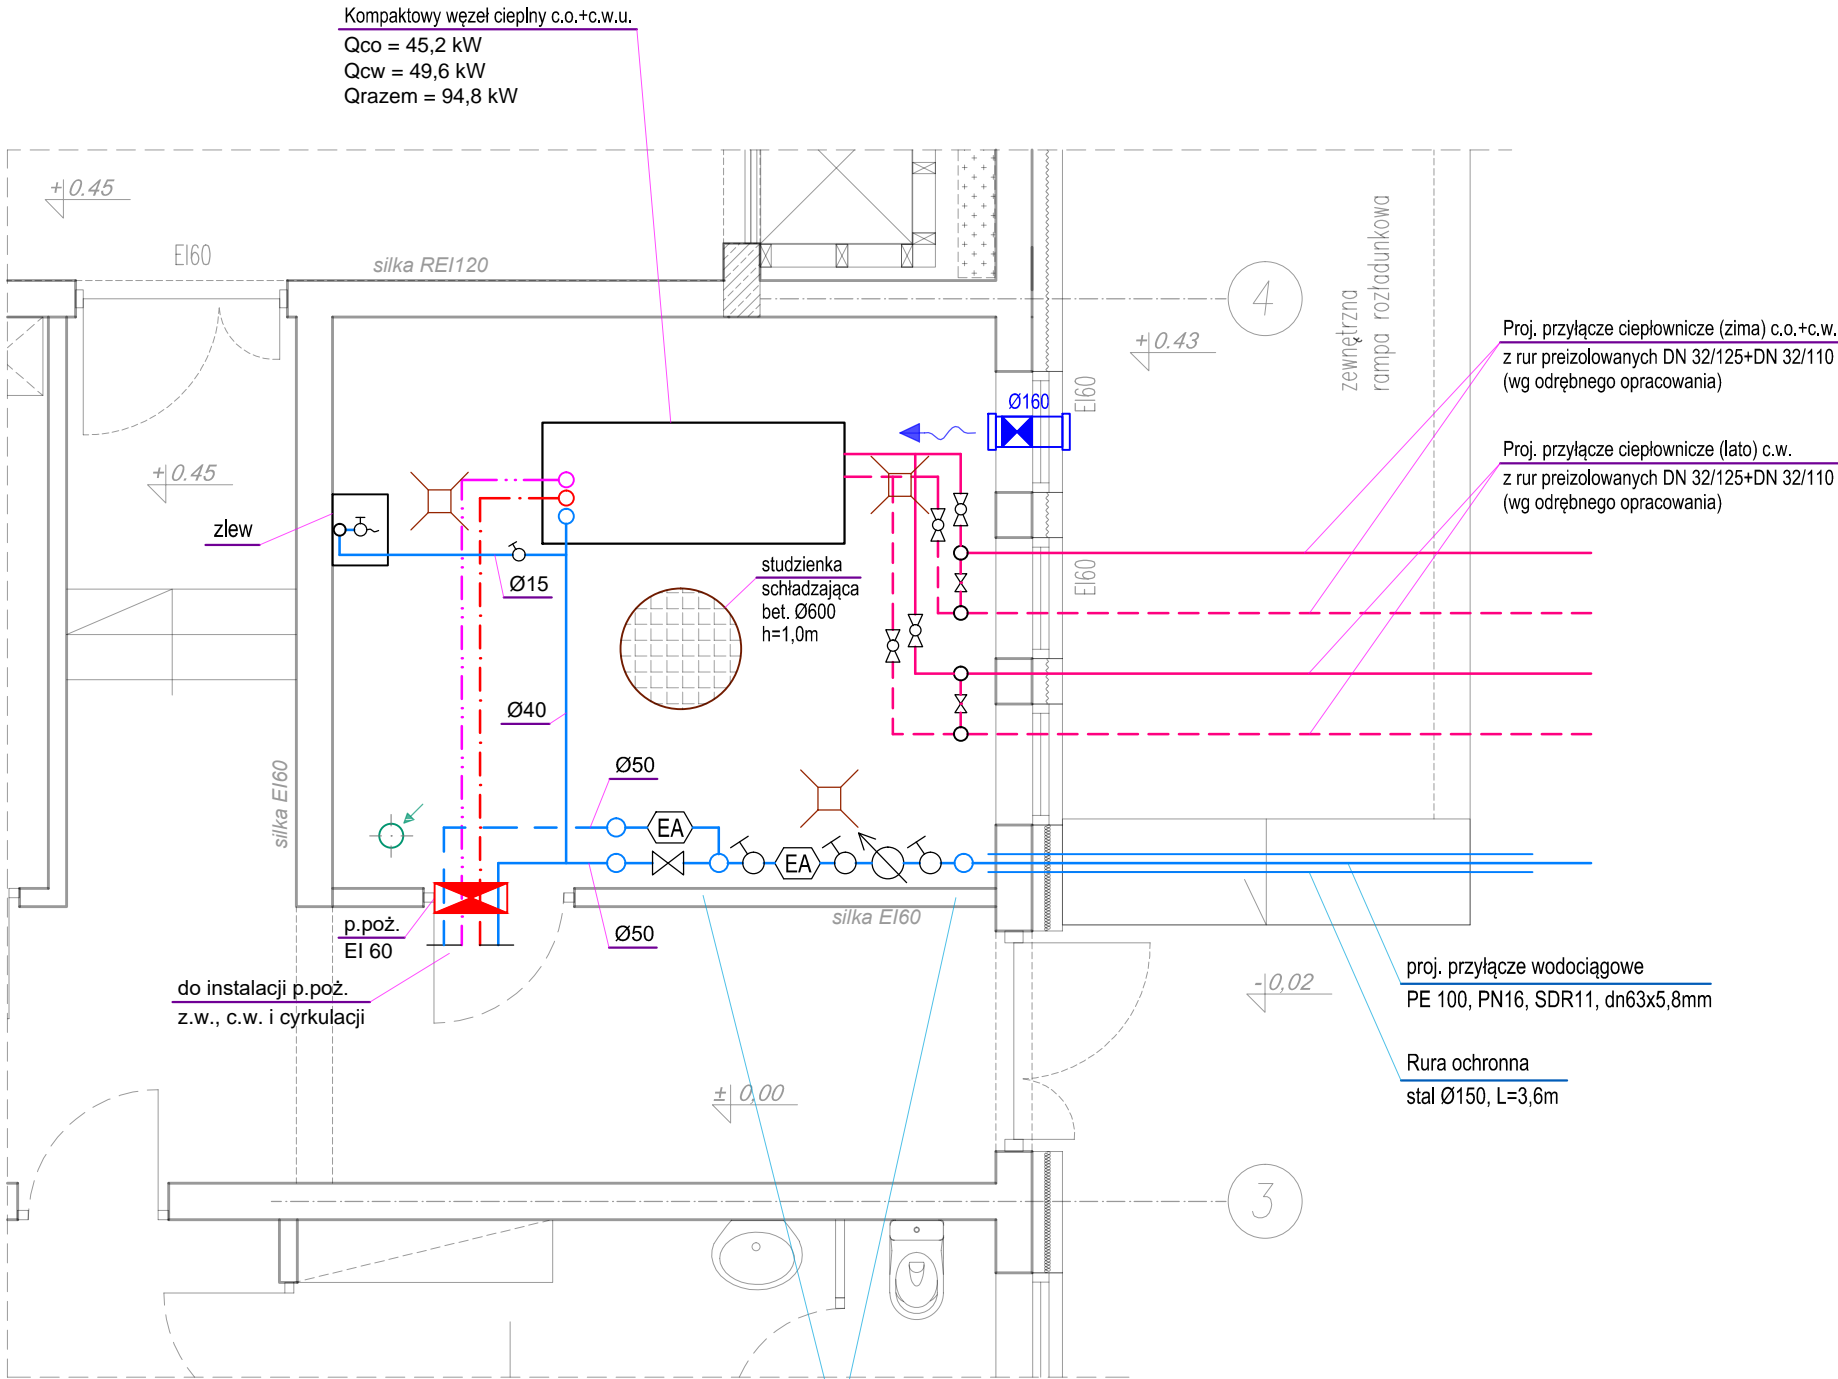 Kompaktowy węzeł cieplny c.o.+c.w.u.
Qco = 45,2 kW
Qcw = 49,6 kW
Qrazem = 94,8 kW
+0.45
EI60
silka REI120
4
zewnętrzna
rampa rozładunkowa
+0.43
EI60
Ø160
Proj. przyłącze ciepłownicze (zima) c.o.+c.w.
z rur preizolowanych DN 32/125+DN 32/110
(wg odrębnego opracowania)
Proj. przyłącze ciepłownicze (lato) c.w.
z rur preizolowanych DN 32/125+DN 32/110
(wg odrębnego opracowania)
+0.45
zlew
Ø15
studzienka
schładzająca
bet. Ø600
h=1,0m
EI60
Ø40
silka EI60
Ø50
EA
EA
silka EI60
p.poż.
EI 60
Ø50
do instalacji p.poż.
z.w., c.w. i cyrkulacji
-0,02
proj. przyłącze wodociągowe
PE 100, PN16, SDR11, dn63x5,8mm
Rura ochronna
stal Ø150, L=3,6m
± 0,00
3